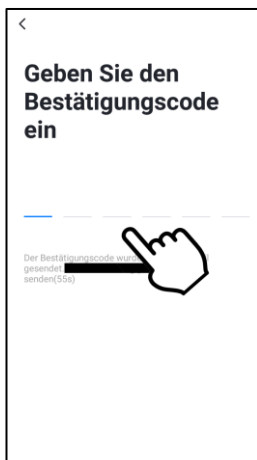 Geben Sie den
Bestätigungscode
ein
Der Bestätigungscode wurde
gesendet
senden(55s)